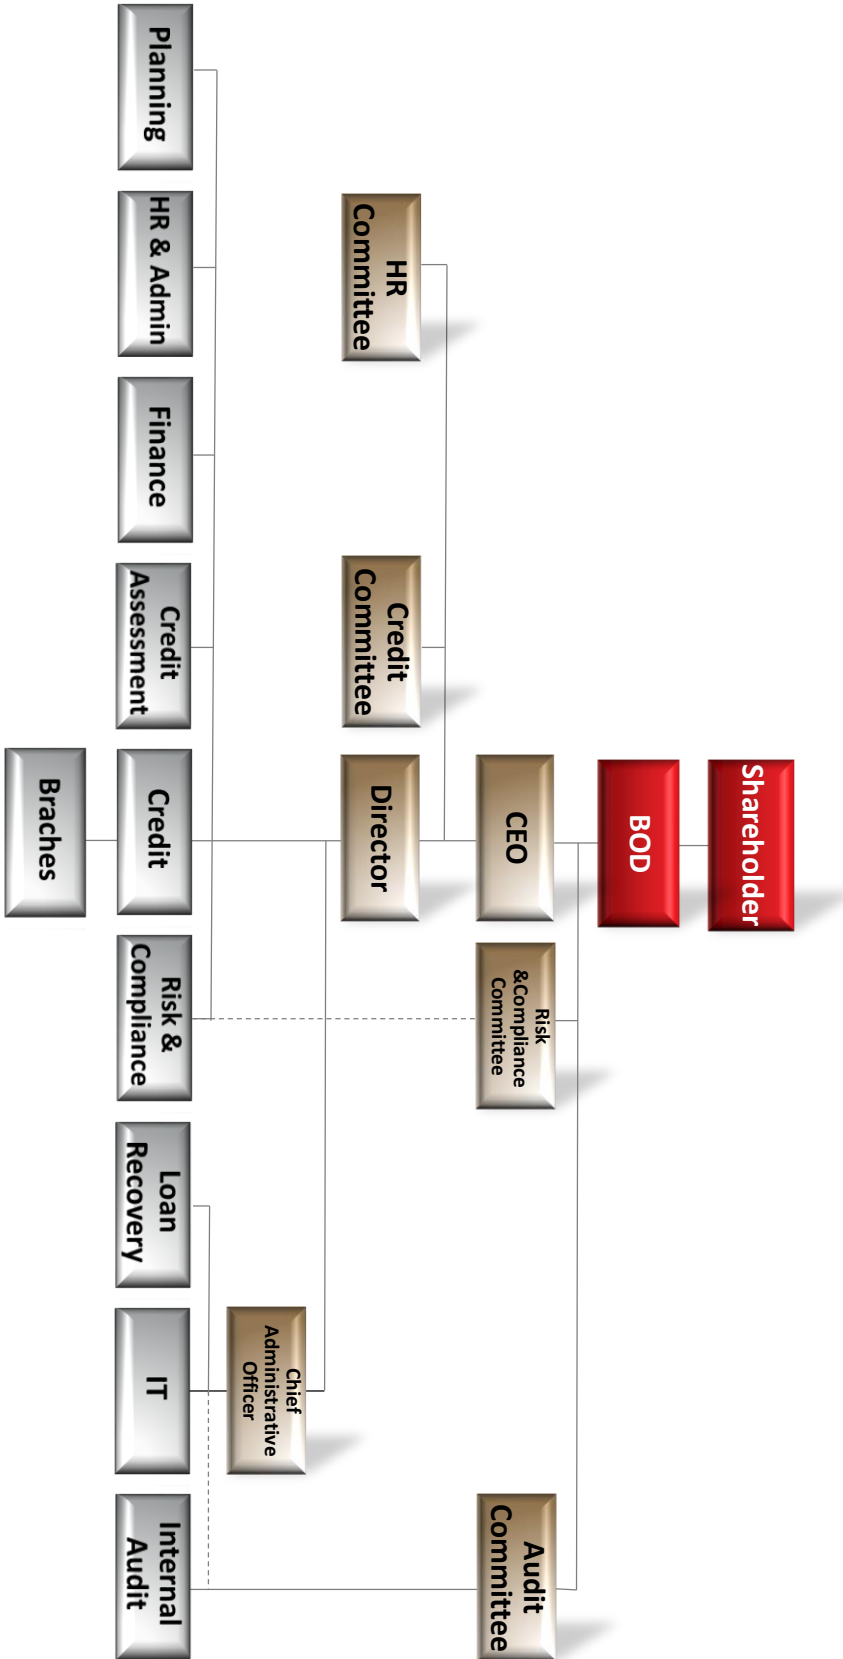 Shareholder
BOD
CEO
Risk
&Compliance
Committee
Audit
Committee
HR
Committee
Credit
Committee
Director
Chief
Administrative
Officer
Planning
HR & Admin
Finance
Credit
Assessment
Credit
Risk &
Compliance
Loan
Recovery
IT
Internal
Audit
Braches